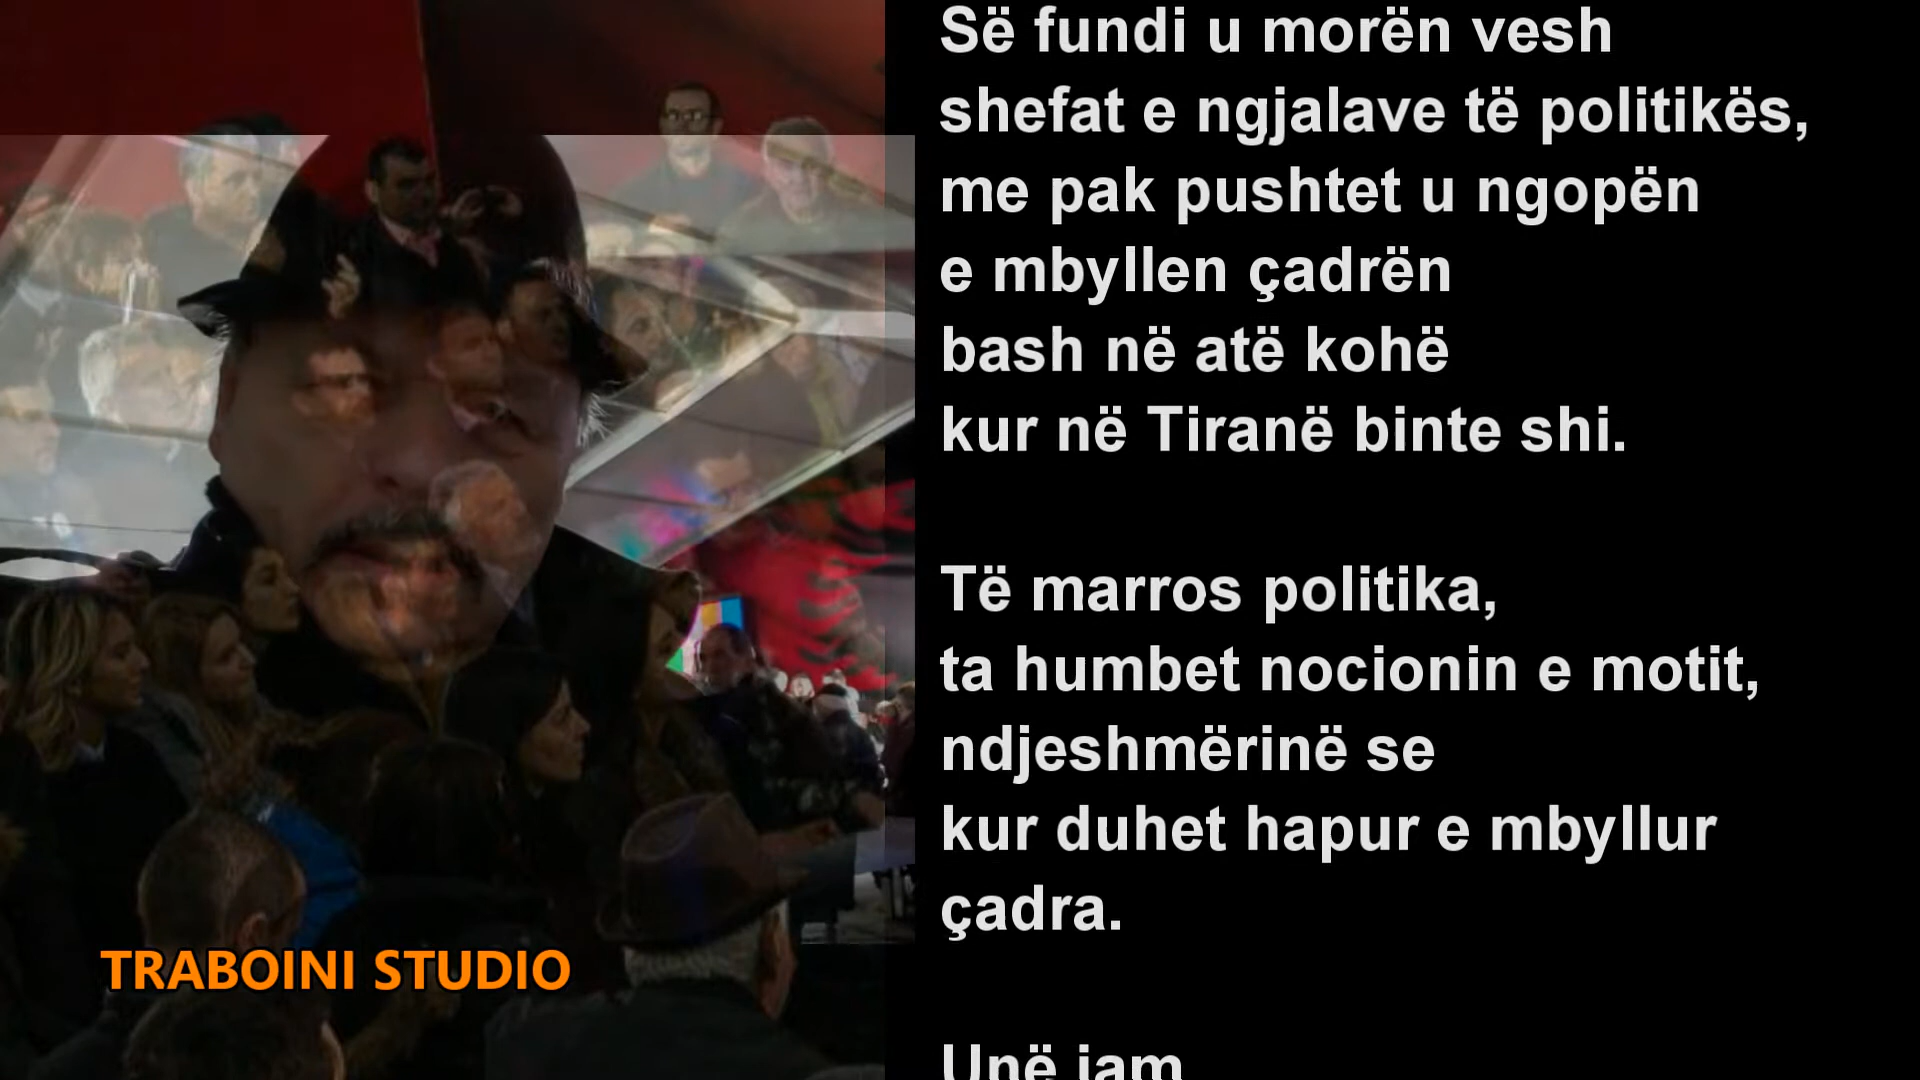 Së fundi u morën vesh
shefat e ngjalave të politikës,
me pak pushtet u ngopën
e mbyllen çadrën
bash në atë kohë
kur në Tiranë binte shi.
Të marros politika,
ta humbet nocionin e motit,
ndjeshmërinë se
kur duhet hapur e mbyllur
çadra.
Unë jam
TRABOINI STUDIO